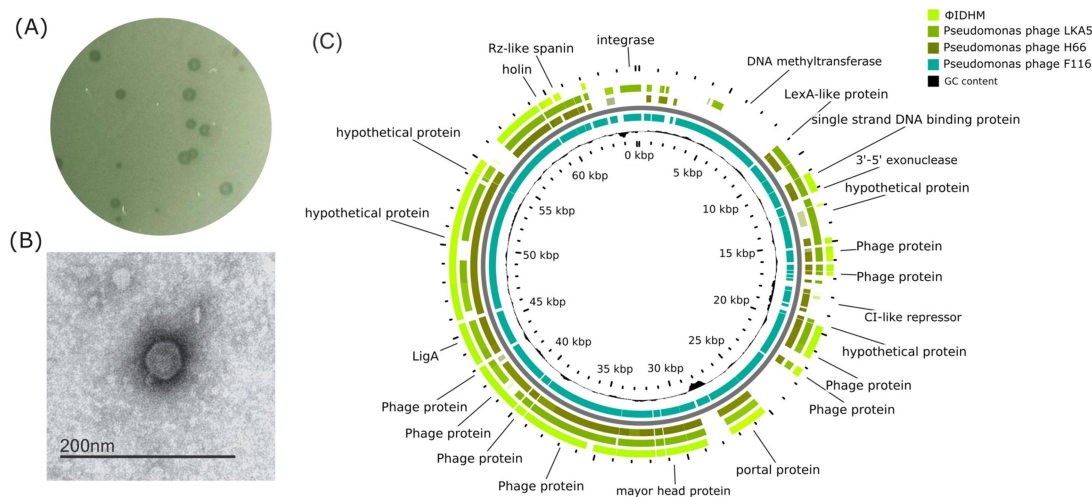 (A)
(B)
200nm
(C)
ΦIDHM
Pseudomonas phage LKA5
Pseudomonas phage H66
Pseudomonas phage F116
GC content
integrase
Rz-like spanin
holin
hypothetical protein
hypothetical protein
LigA
Phage protein
Phage protein
Phage protein
Phage protein
mayor head protein
portal protein
Phage protein
Phage protein
hypothetical protein
CI-like repressor
Phage protein
Phage protein
hypothetical protein
3'-5' exonuclease
single strand DNA binding protein
LexA-like protein
DNA methyltransferase
0 kbp
5 kbp
10 kbp
15 kbp
20 kbp
25 kbp
30 kbp
35 kbp
40 kbp
45 kbp
50 kbp
55 kbp
60 kbp